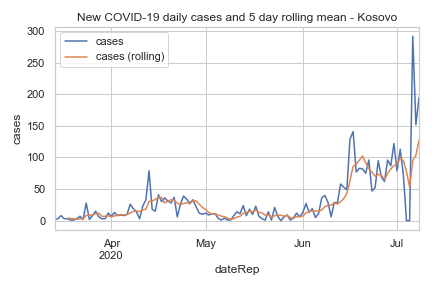 New COVID-19 daily cases and 5 day rolling mean - Kosovo
cases
cases (rolling)
300
250
200
150
100
50
0
cases
Apr
2020
May
Jun
Jul
dateRep